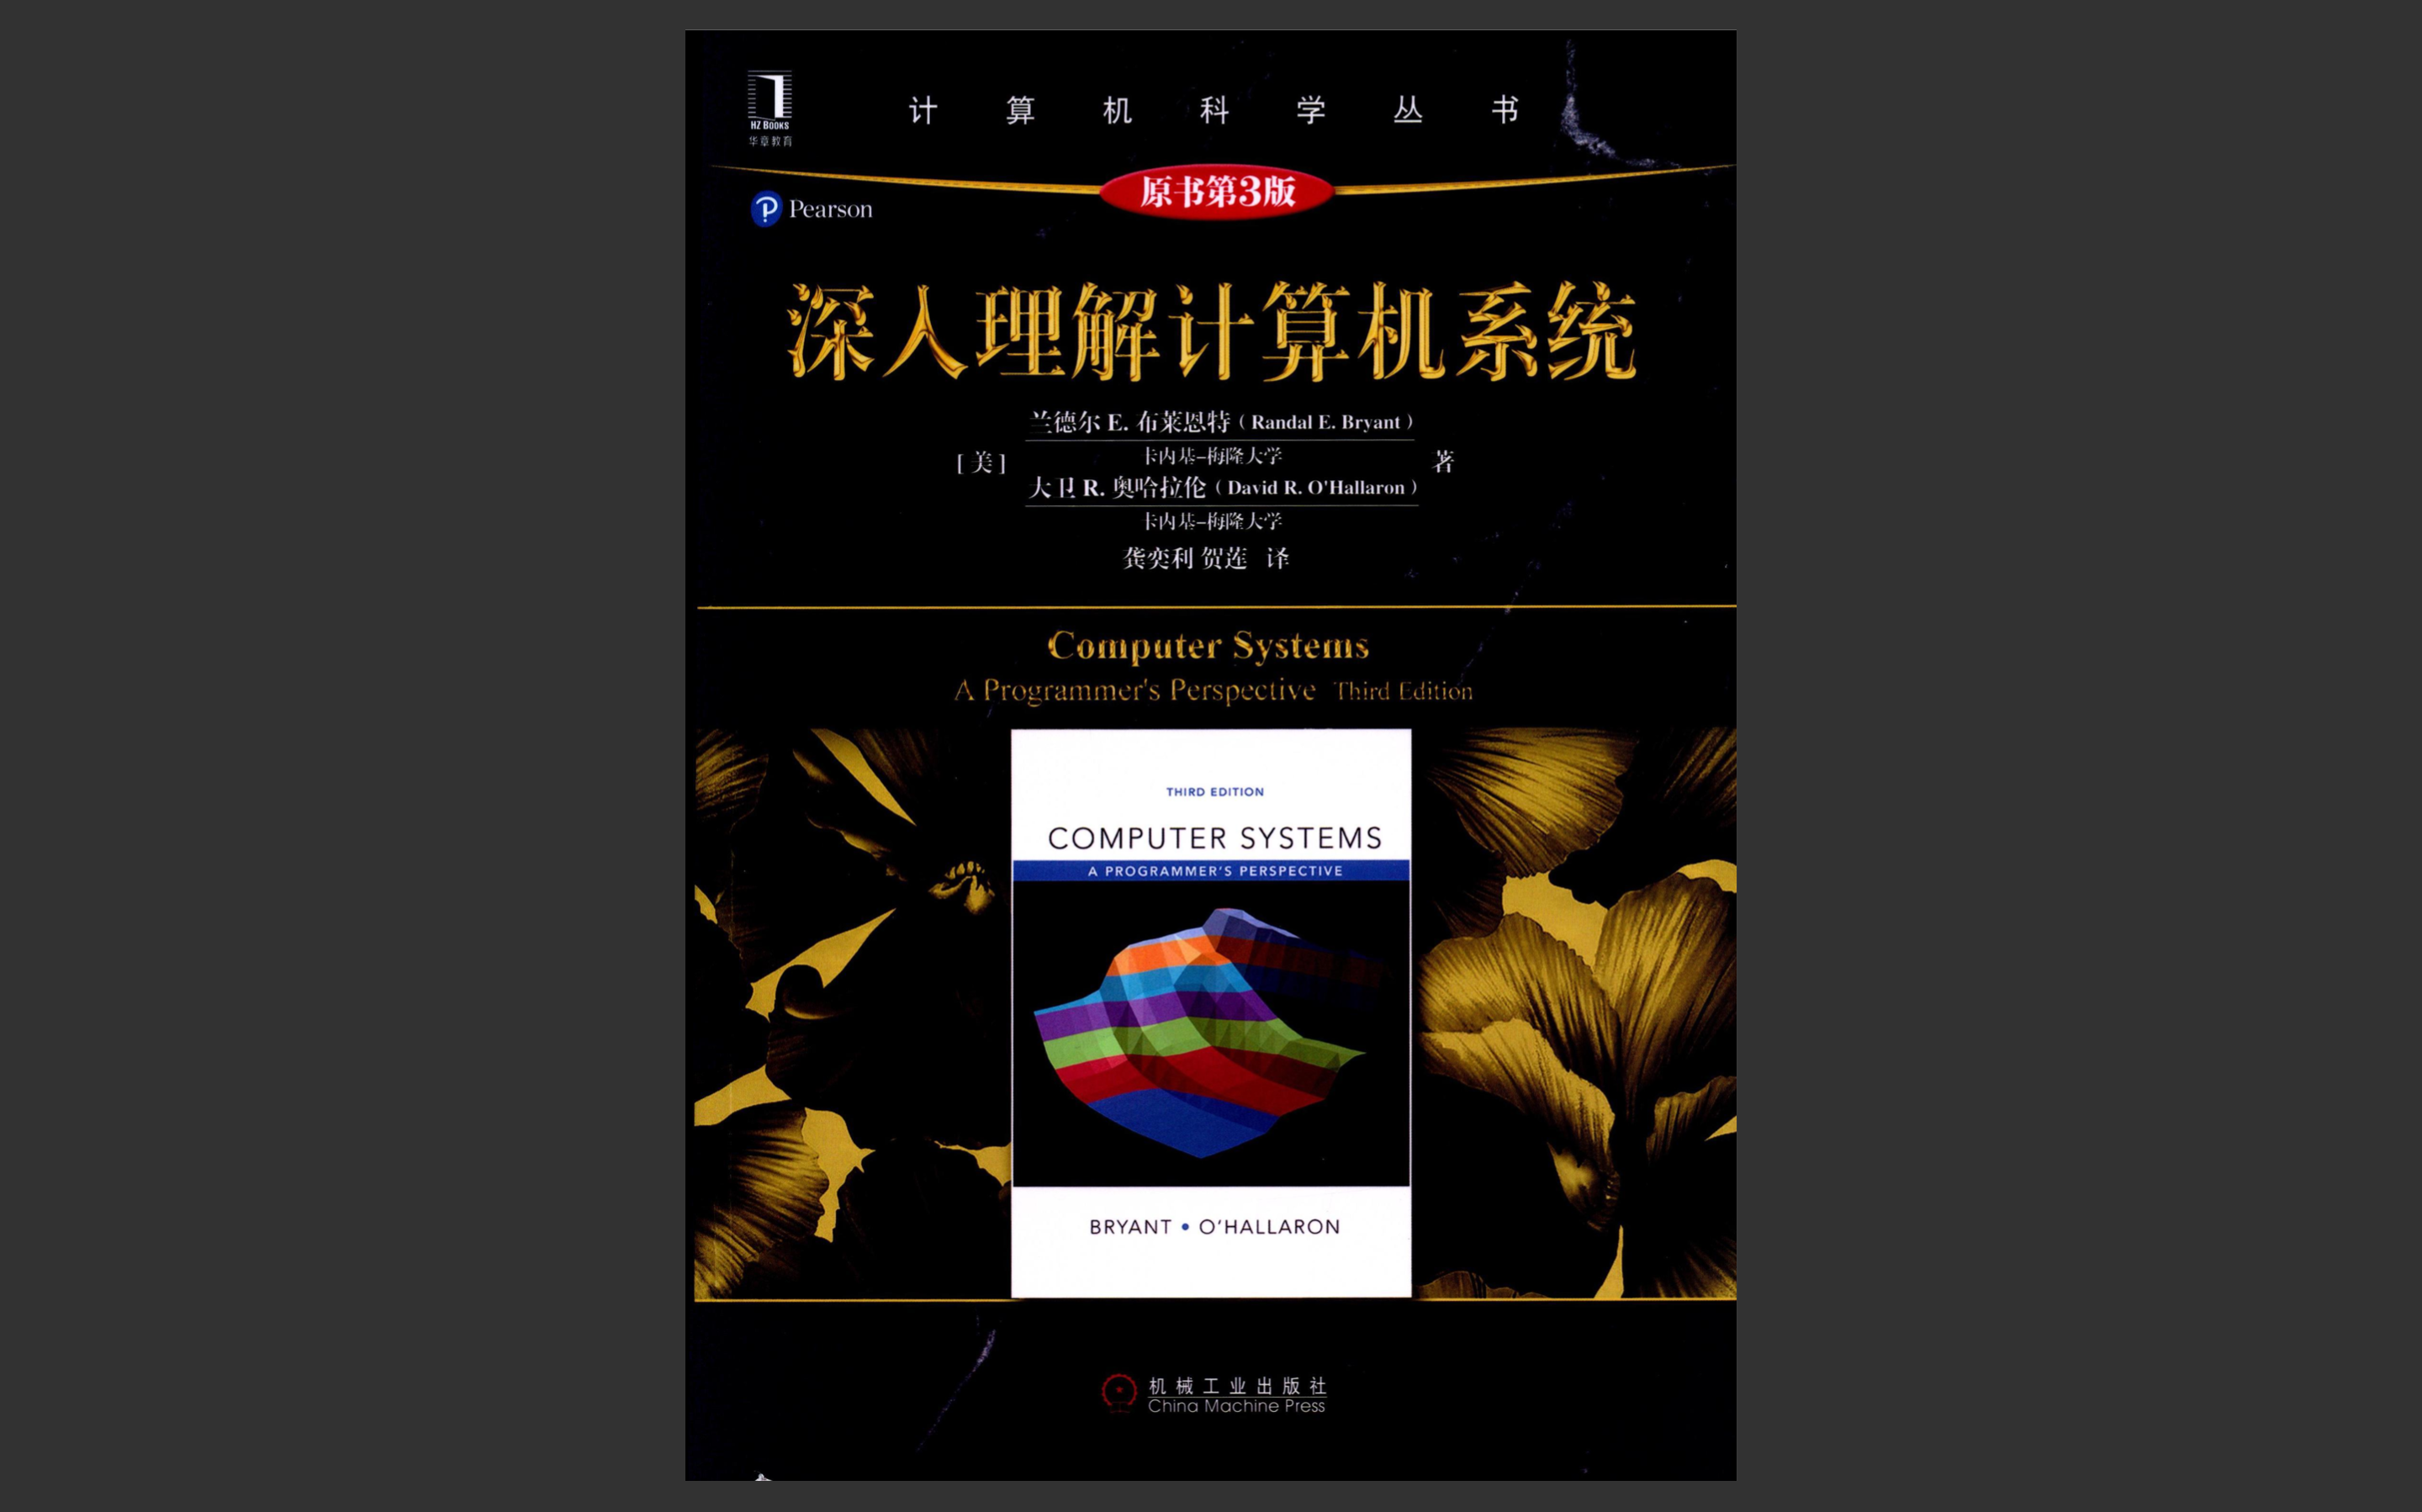 HZ BOOKS
华章教育
计算机科学丛书
原书第3版
Pearson
深入理解计算机系统
[美]
兰德尔 E. 布莱恩特（Randal E. Bryant）
卡内基-梅隆大学
大卫 R. 奥哈拉伦（David R. O'Hallaron）
卡内基-梅隆大学
著
龚奕利 贺莲 译
Computer Systems
A Programmer's Perspective Third Edition
THIRD EDITION
COMPUTER SYSTEMS
A PROGRAMMER'S PERSPECTIVE
BRYANT • O'HALLARON
机械工业出版社
China Machine Press